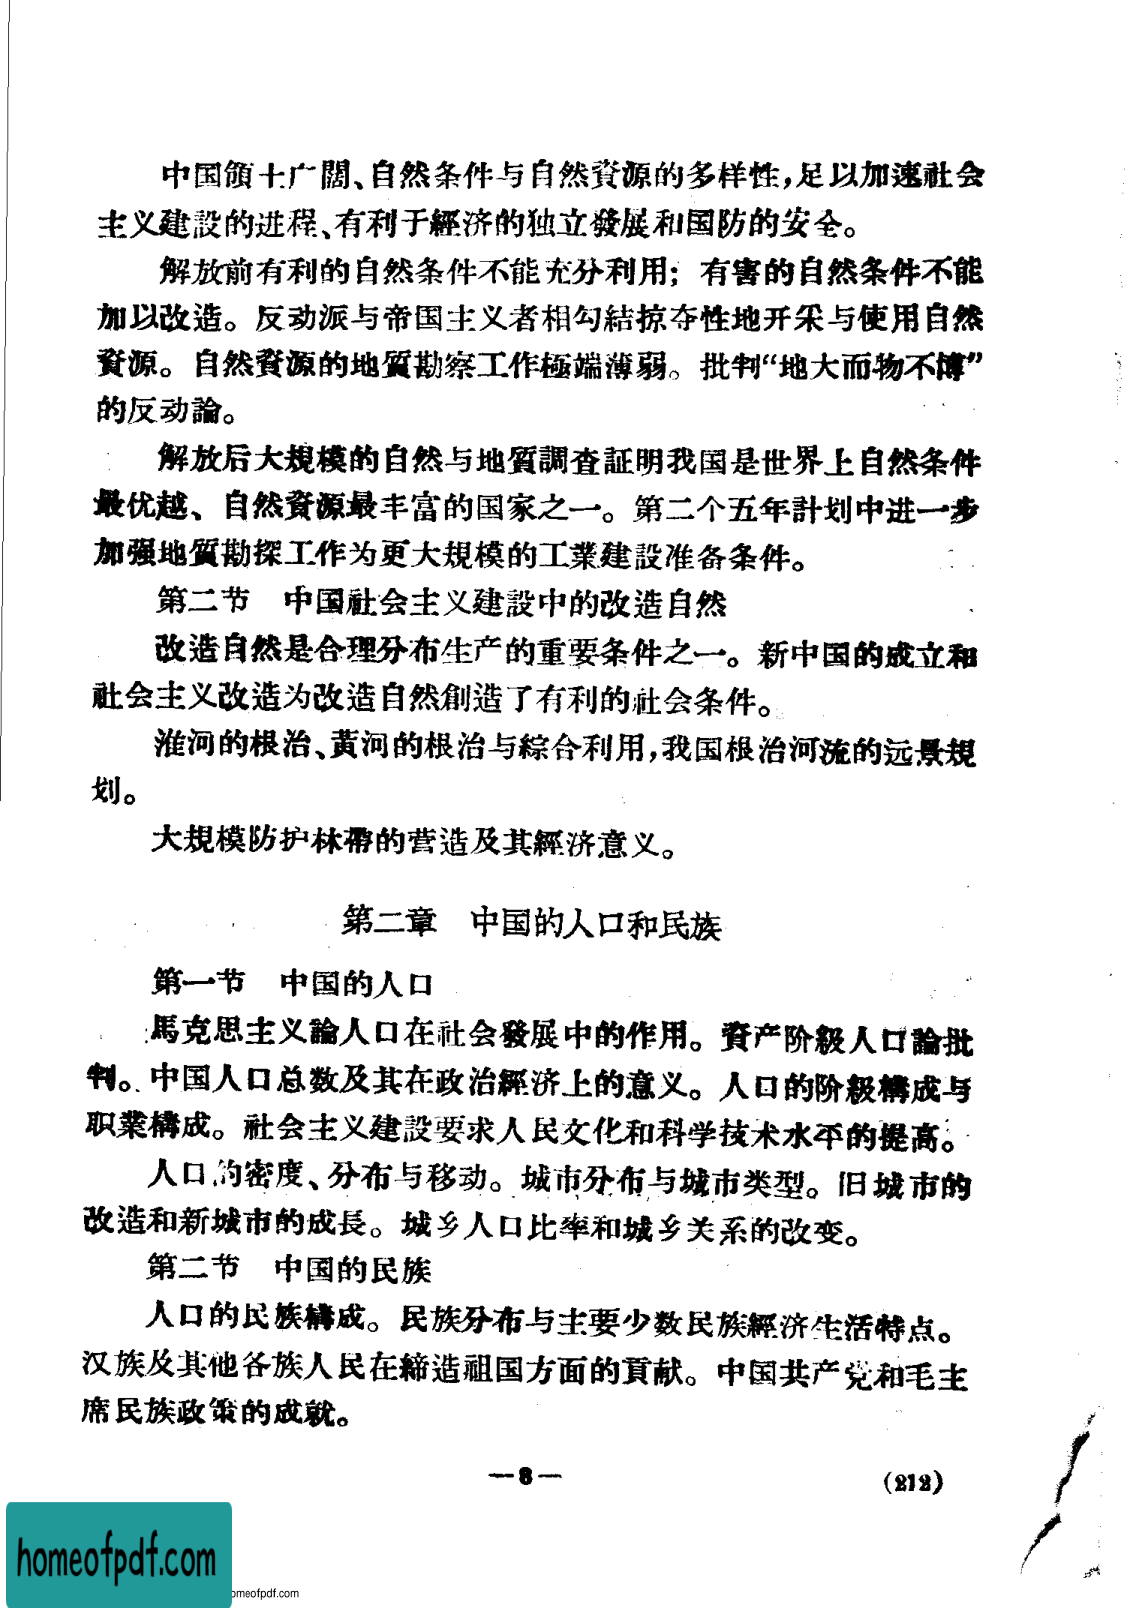 中国領土广闊、自然条件与自然資源的多样性,足以加速社会
主义建設的进程、有利于經济的独立發展和国防的安全。
解放前有利的自然条件不能充分利用；有害的自然条件不能
加以改造。反动派与帝国主义者相勾結掠夺性地开采与使用自然
資源。自然資源的地質勘察工作極端薄弱。批判“地大而物不博”
的反动論。
解放后大規模的自然与地質調查証明我国是世界上自然条件
最优越、自然資源最丰富的国家之一。第二个五年計划中进一步
加强地質勘探工作为更大規模的工業建設准备条件。
第二节　中国社会主义建設中的改造自然
改造自然是合理分布生产的重要条件之一。新中国的成立和
社会主义改造为改造自然創造了有利的社会条件。
淮河的根治、黃河的根治与綜合利用,我国根治河流的远景規
划。
大規模防护林帶的营造及其經济意义。
第二章　中国的人口和民族
第一节　中国的人口
馬克思主义論人口在社会發展中的作用。資产阶級人口論批
判。中国人口总数及其在政治經济上的意义。人口的阶級構成与
职業構成。社会主义建設要求人民文化和科学技术水平的提高。
人口的密度、分布与移动。城市分布与城市类型。旧城市的
改造和新城市的成長。城乡人口比率和城乡关系的改变。
第二节　中国的民族
人口的民族構成。民族分布与主要少数民族經济生活特点。
汉族及其他各族人民在締造祖国方面的貢献。中国共产党和毛主
席民族政策的成就。
—8—
(212)
homeofpdf.com
omeofpdf.com